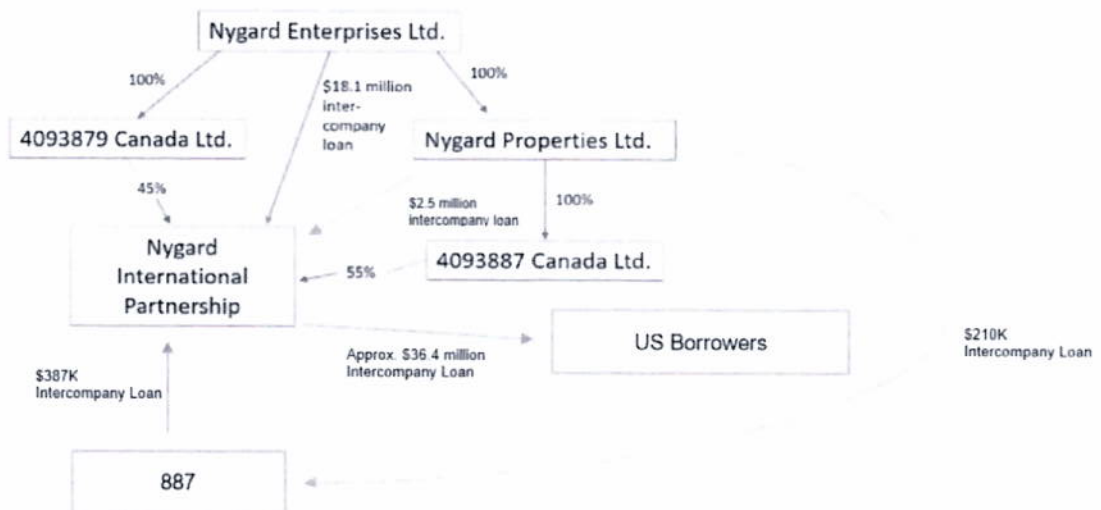 Nygard Enterprises Ltd.
100%
$18.1 million
inter-
company
loan
100%
4093879 Canada Ltd.
Nygard Properties Ltd.
45%
$2.5 million
intercompany loan
100%
Nygard
International
Partnership
55%
4093887 Canada Ltd.
US Borrowers
$210K
Intercompany Loan
Approx. $36.4 million
Intercompany Loan
$387K
Intercompany Loan
887